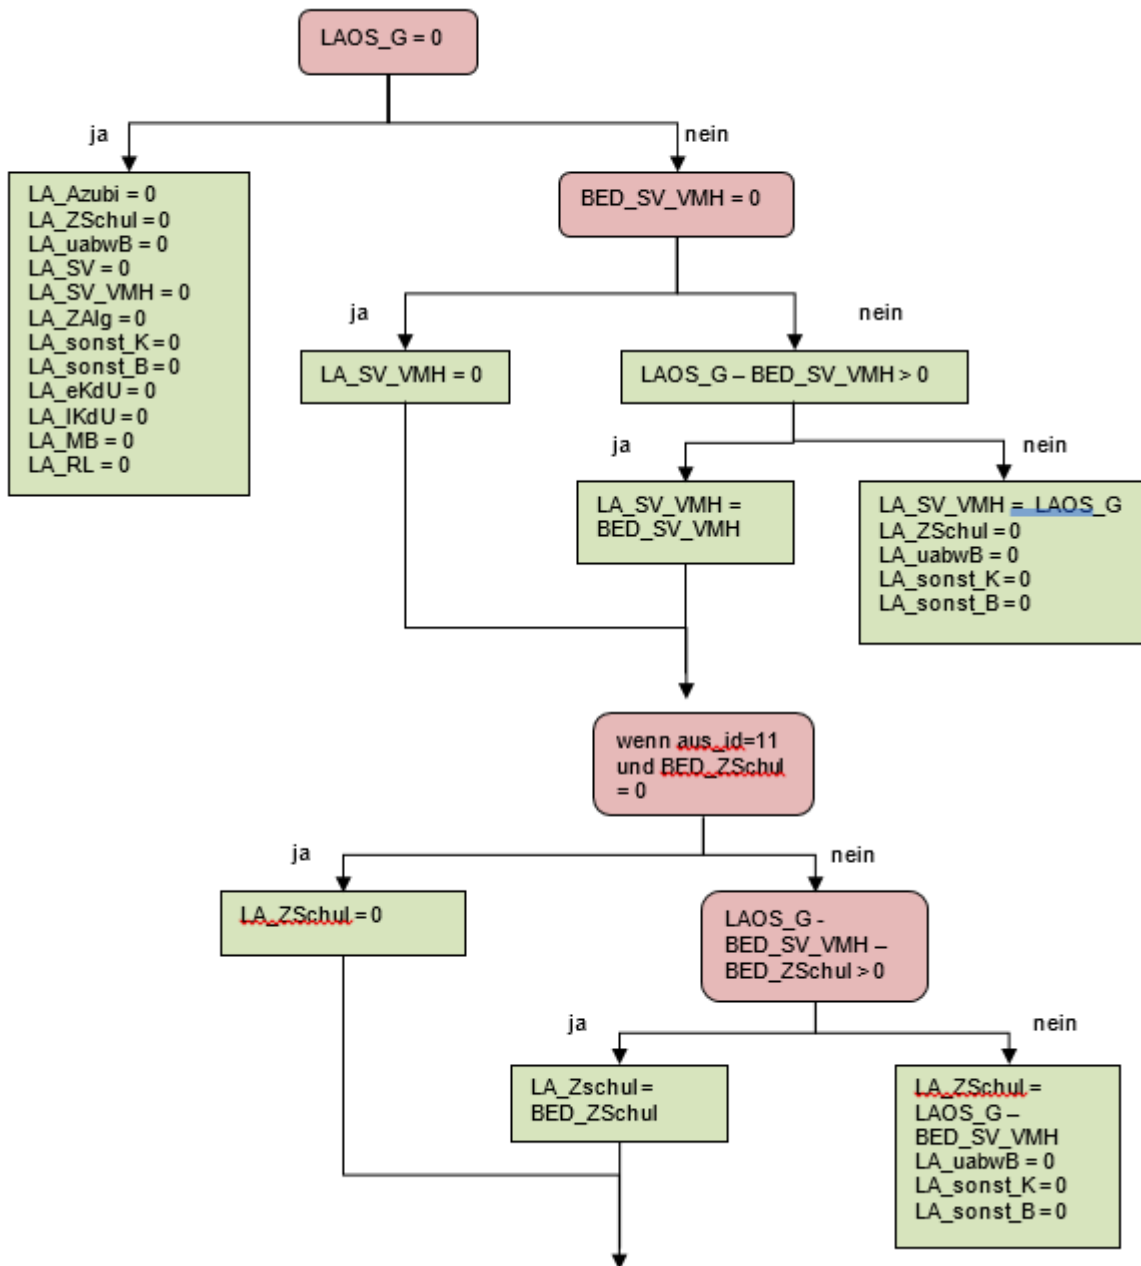 LAOS_G = 0
ja
nein
LA_Azubi = 0
LA_ZSchul = 0
LA_uabwB = 0
LA_SV = 0
LA_SV_VMH = 0
LA_ZAlg = 0
LA_sonst_K = 0
LA_sonst_B = 0
LA_eKdU = 0
LA_lKdU = 0
LA_MB = 0
LA_RL = 0
BED_SV_VMH = 0
ja
nein
LA_SV_VMH = 0
LAOS_G – BED_SV_VMH > 0
ja
nein
LA_SV_VMH =
BED_SV_VMH
LA_SV_VMH = LAOS_G
LA_ZSchul = 0
LA_uabwB = 0
LA_sonst_K = 0
LA_sonst_B = 0
wenn aus_id=11
und BED_ZSchul
= 0
ja
nein
LA_ZSchul = 0
LAOS_G -
BED_SV_VMH –
BED_ZSchul > 0
ja
nein
LA_Zschul =
BED_ZSchul
LA_ZSchul =
LAOS_G –
BED_SV_VMH
LA_uabwB = 0
LA_sonst_K = 0
LA_sonst_B = 0